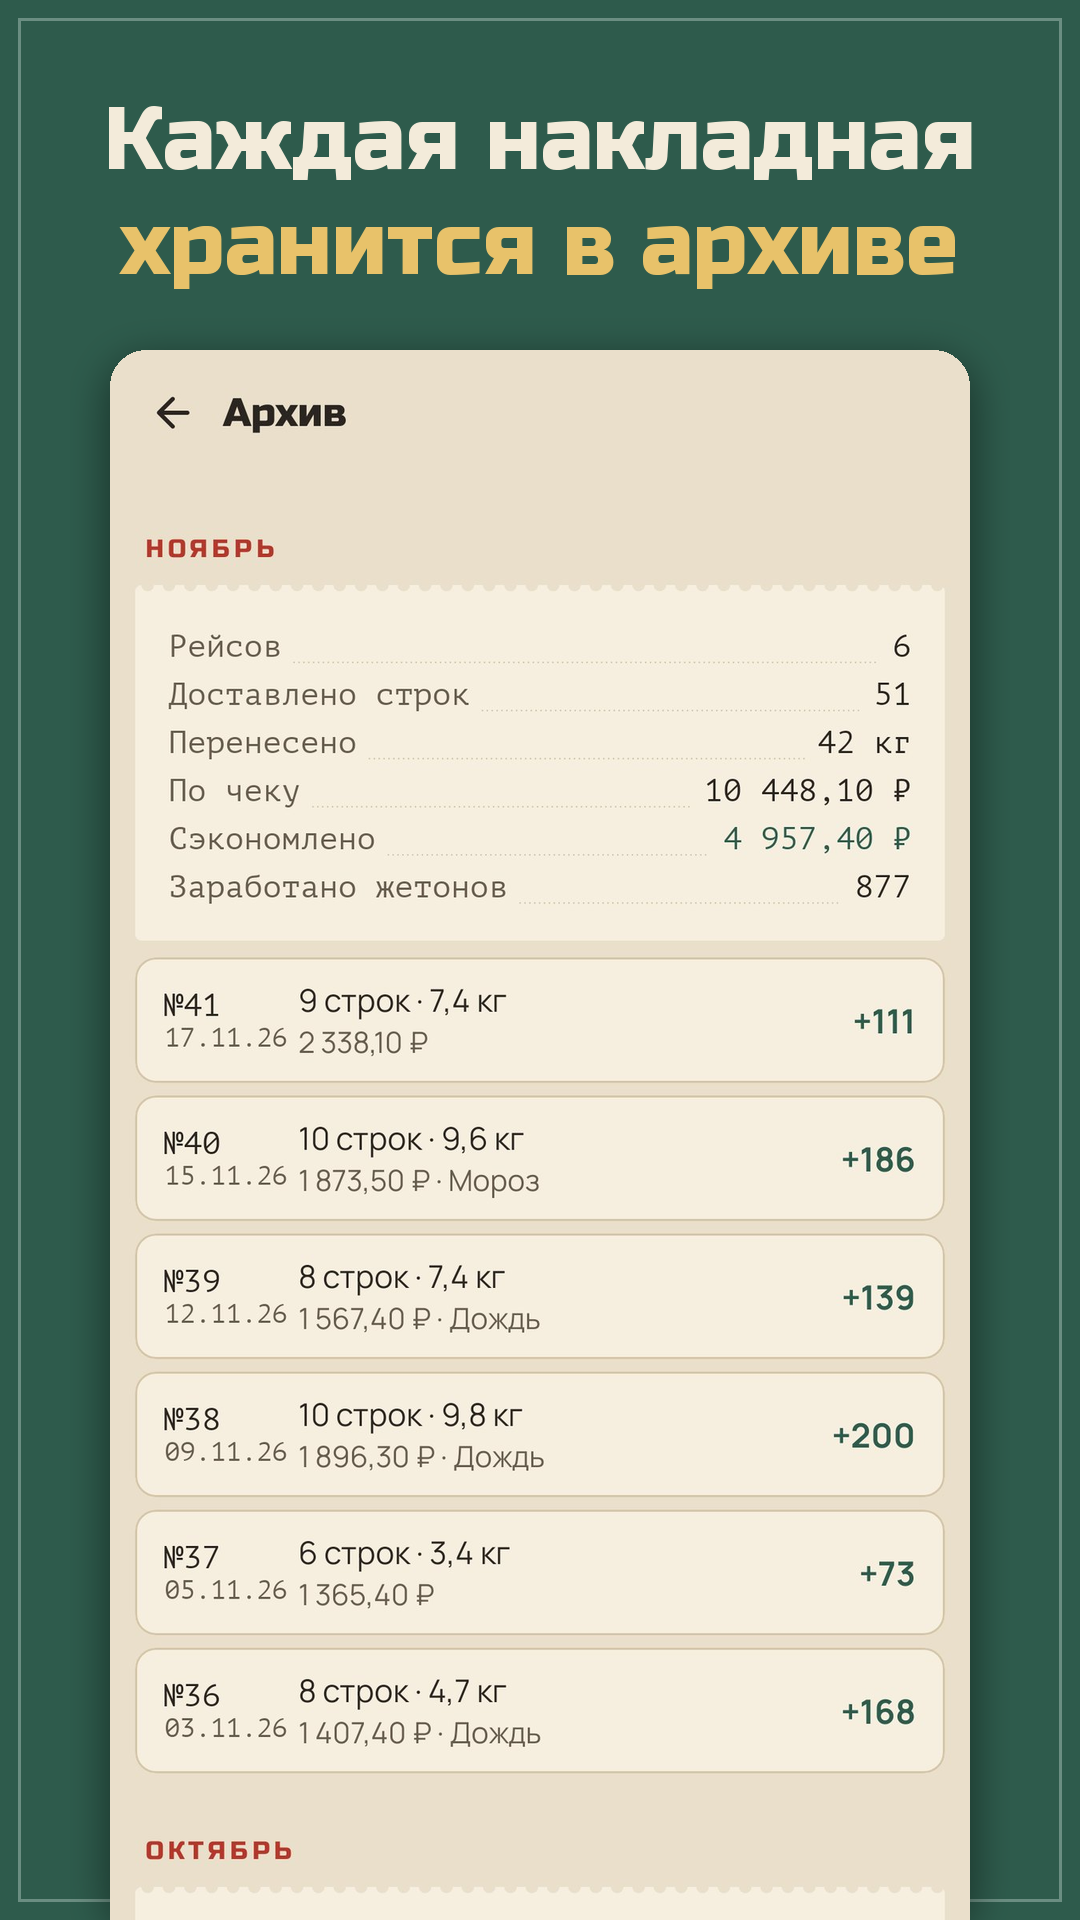 Каждая накладная
хранится в архиве
Архив
НОЯБРЬ
Рейсов 6
Доставлено строк 51
Перенесено 42 кг
По чеку 10 448,10 ₽
Сэкономлено 4 957,40 ₽
Заработано жетонов 877
№41 9 строк · 7,4 кг
17.11.26 2 338,10 ₽
+111
№40 10 строк · 9,6 кг
15.11.26 1 873,50 ₽ · Мороз
+186
№39 8 строк · 7,4 кг
12.11.26 1 567,40 ₽ · Дождь
+139
№38 10 строк · 9,8 кг
09.11.26 1 896,30 ₽ · Дождь
+200
№37 6 строк · 3,4 кг
05.11.26 1 365,40 ₽
+73
№36 8 строк · 4,7 кг
03.11.26 1 407,40 ₽ · Дождь
+168
ОКТЯБРЬ